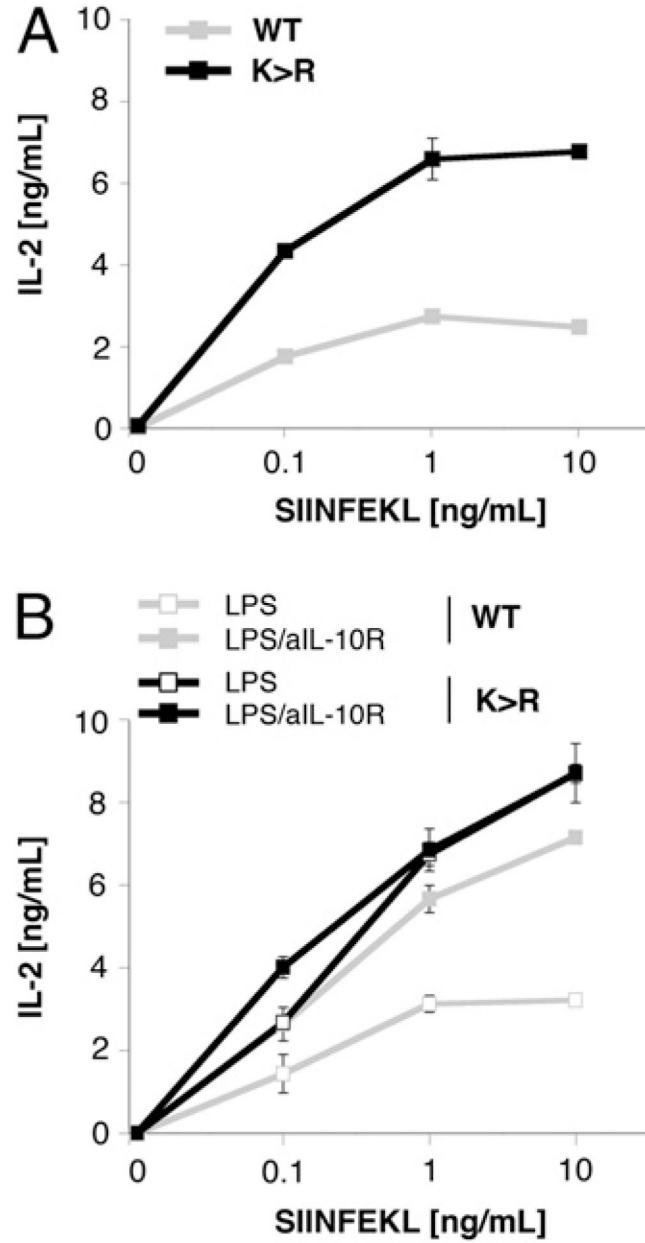 A
WT
K>R
IL-2 [ng/mL]
10
8
6
4
2
0
0 0.1 1 10
SIINFEKL [ng/mL]
B
LPS
LPS/aIL-10R
WT
LPS
LPS/aIL-10R
K>R
IL-2 [ng/mL]
10
8
6
4
2
0
0 0.1 1 10
SIINFEKL [ng/mL]